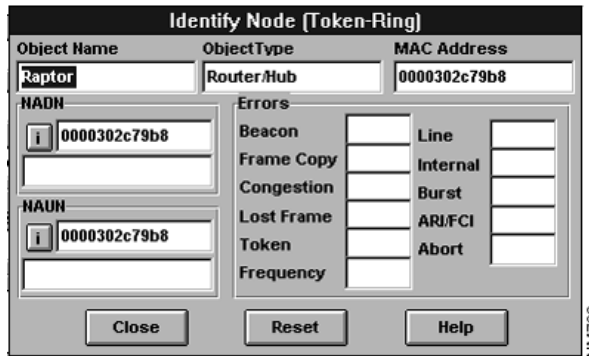 Identify Node (Token-Ring)
Object Name ObjectType MAC Address
Raptor Router/Hub 0000302c79b8
NADN
i 0000302c79b8
NAUN
i 0000302c79b8
Errors
Beacon
Frame Copy
Congestion
Lost Frame
Token
Frequency
Line
Internal
Burst
ARI/FCI
Abort
Close Reset Help